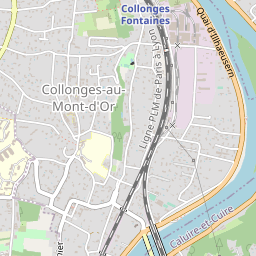 Collonges
Fontaines
Quai d'Illhaeusern
Collonges-au-
Mont-d'Or
Ligne PLM de Paris à Lyon
Caluire-et-Cuire